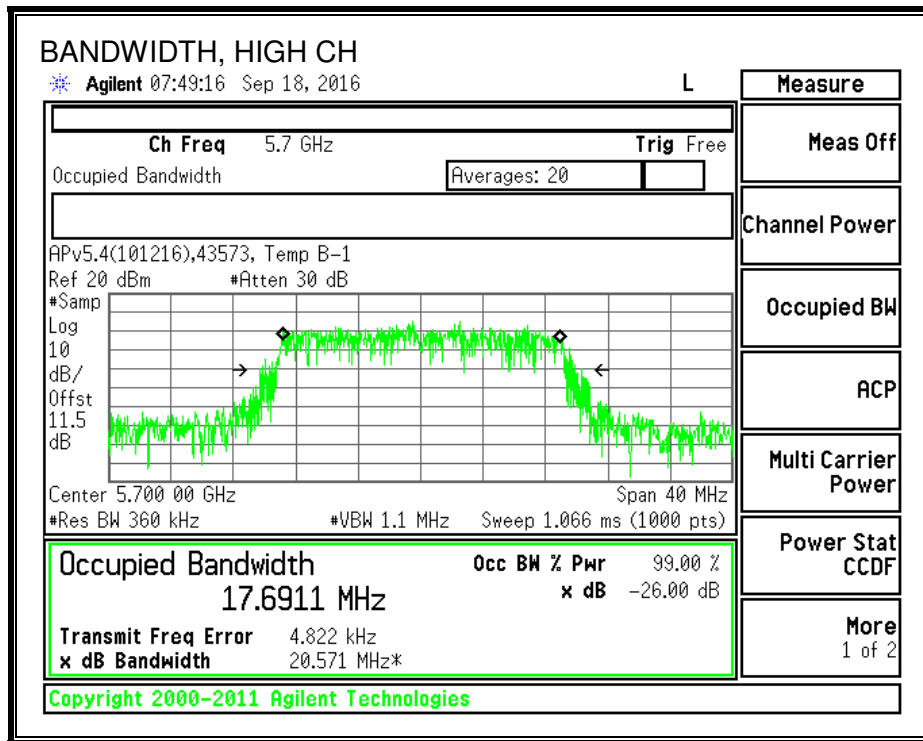 BANDWIDTH, HIGH CH
Agilent 07:49:16 Sep 18, 2016 L
Ch Freq 5.7 GHz Trig Free
Occupied Bandwidth Averages: 20
APv5.4(101216),43573, Temp B-1
Ref 20 dBm #Atten 30 dB
#Samp
Log
10
dB/
Offst
11.5
dB
Center 5.700 00 GHz Span 40 MHz
#Res BW 360 kHz #VBW 1.1 MHz Sweep 1.066 ms (1000 pts)
Occupied Bandwidth Occ BW % Pwr 99.00 %
17.6911 MHz x dB -26.00 dB
Transmit Freq Error 4.822 kHz
x dB Bandwidth 20.571 MHz*
Copyright 2000-2011 Agilent Technologies
Measure
Meas Off
Channel Power
Occupied BW
ACP
Multi Carrier
Power
Power Stat
CCDF
More
1 of 2